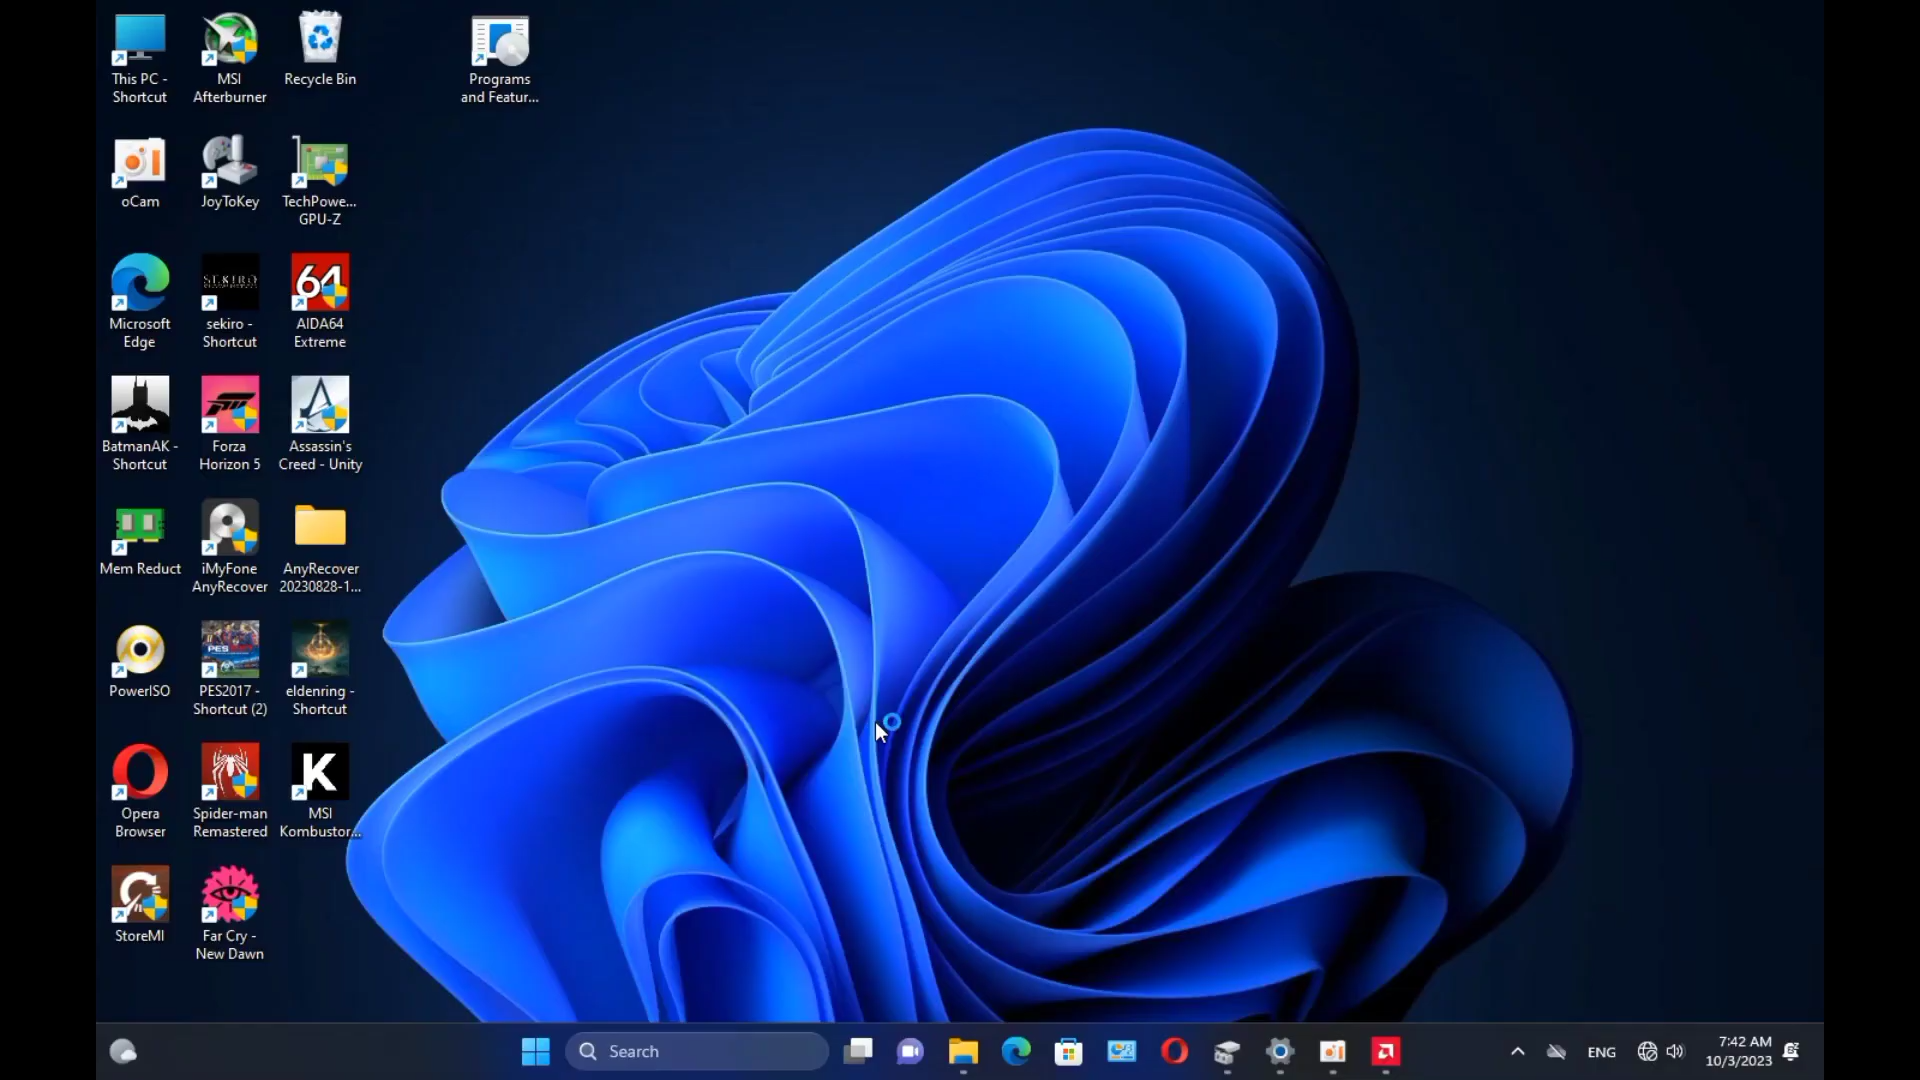 This PC -
Shortcut
MSI
Afterburner
Recycle Bin
Programs
and Featur...
oCam
JoyToKey
TechPowe...
GPU-Z
Microsoft
Edge
SEKIRO
sekiro -
Shortcut
64
AIDA64
Extreme
BatmanAK -
Shortcut
Forza
Horizon 5
Assassin's
Creed - Unity
Mem Reduct
iMyFone
AnyRecover
AnyRecover
20230828-1...
PowerISO
PES
PES2017 -
Shortcut (2)
eldenring -
Shortcut
Opera
Browser
Spider-man
Remastered
K
MSI
Kombustor...
StoreMI
Far Cry -
New Dawn
Search
ENG
7:42 AM
10/3/2023